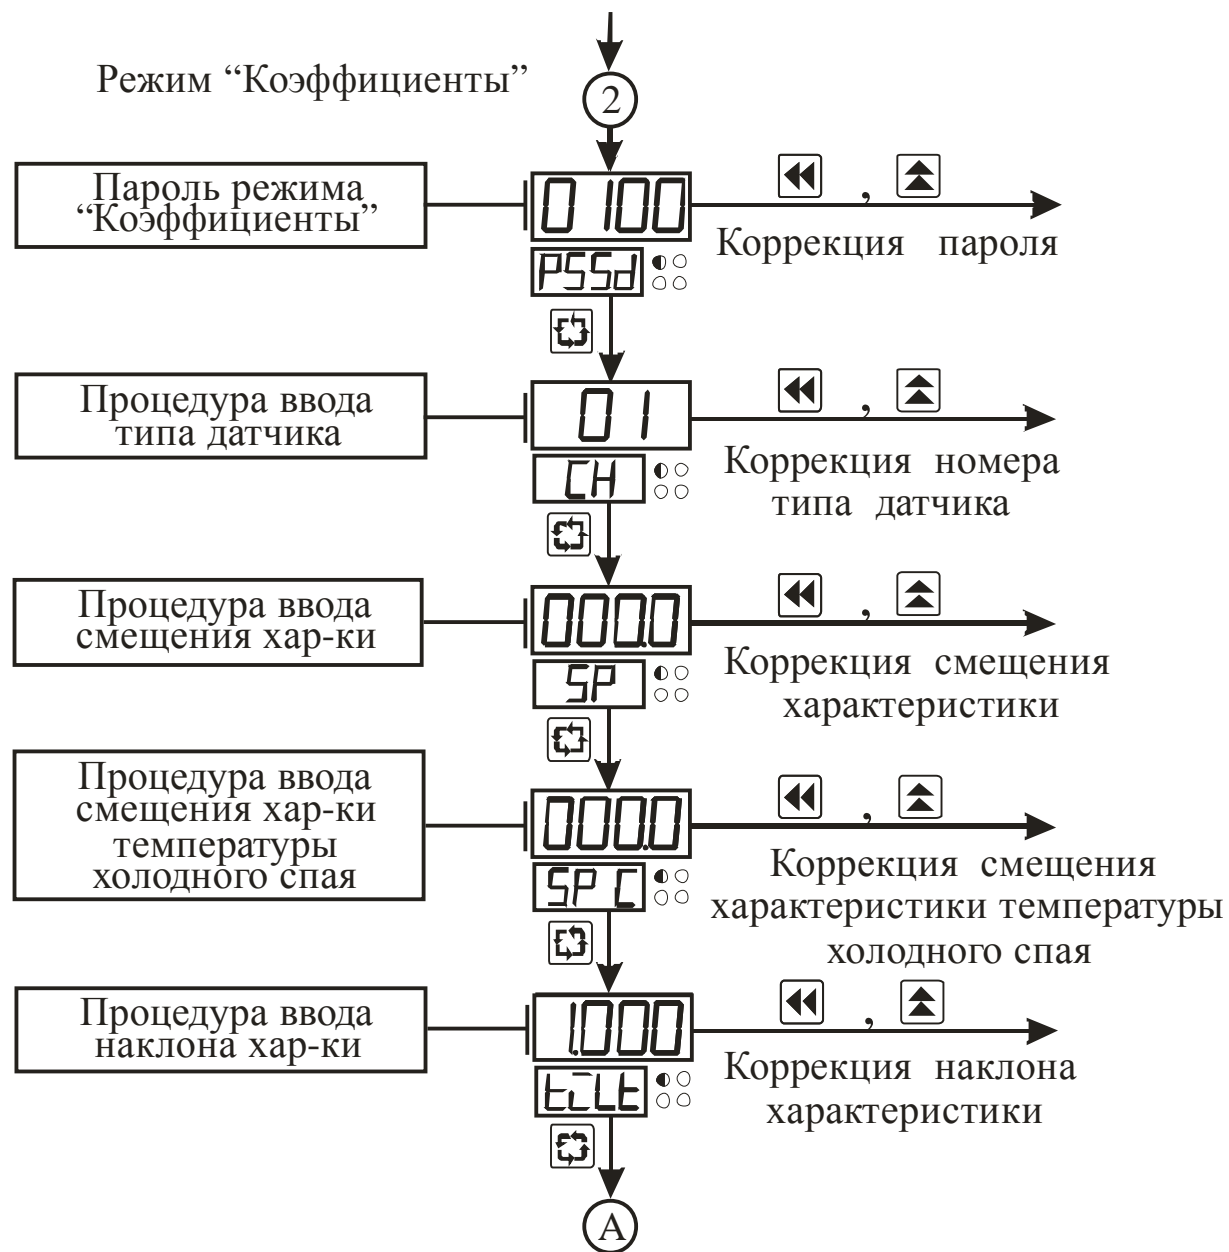 Режим “Коэффициенты”
2
Пароль режима
“Коэффициенты”
0100
,
Коррекция пароля
PSSd
Процедура ввода
типа датчика
01
,
Коррекция номера
типа датчика
CH
Процедура ввода
смещения хар-ки
000.0
,
Коррекция смещения
характеристики
SP
Процедура ввода
смещения хар-ки
температуры
холодного спая
000.0
,
Коррекция смещения
характеристики температуры
холодного спая
SP C
Процедура ввода
наклона хар-ки
1.000
,
Коррекция наклона
характеристики
tiLt
A